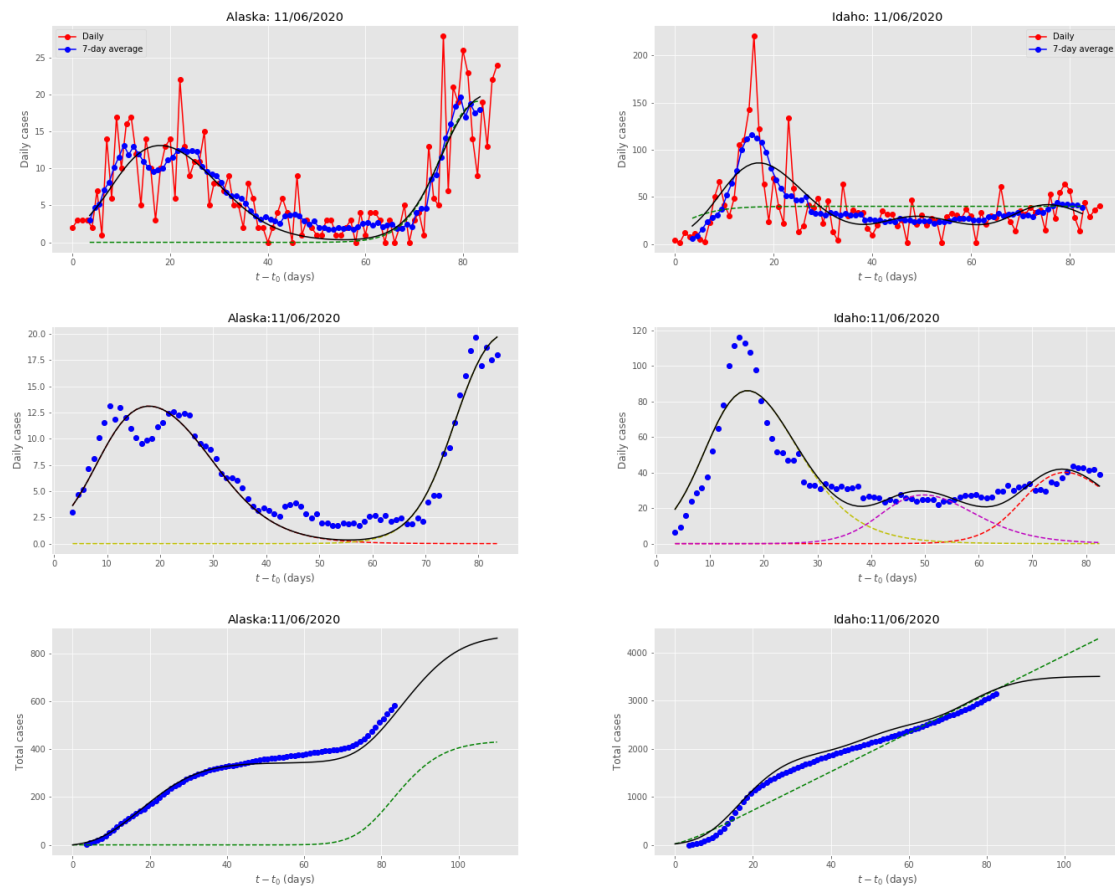 Alaska: 11/06/2020
Daily
7-day average
25
20
15
10
5
0
Daily cases
0 20 40 60 80
t − t₀ (days)
Idaho: 11/06/2020
Daily
7-day average
200
150
100
50
0
Daily cases
0 20 40 60 80
t − t₀ (days)
Alaska:11/06/2020
20.0
17.5
15.0
12.5
10.0
7.5
5.0
2.5
0.0
Daily cases
0 10 20 30 40 50 60 70 80
t − t₀ (days)
Idaho:11/06/2020
120
100
80
60
40
20
0
Daily cases
0 10 20 30 40 50 60 70 80
t − t₀ (days)
Alaska:11/06/2020
800
600
400
200
0
Total cases
0 20 40 60 80 100
t − t₀ (days)
Idaho:11/06/2020
4000
3000
2000
1000
0
Total cases
0 20 40 60 80 100
t − t₀ (days)